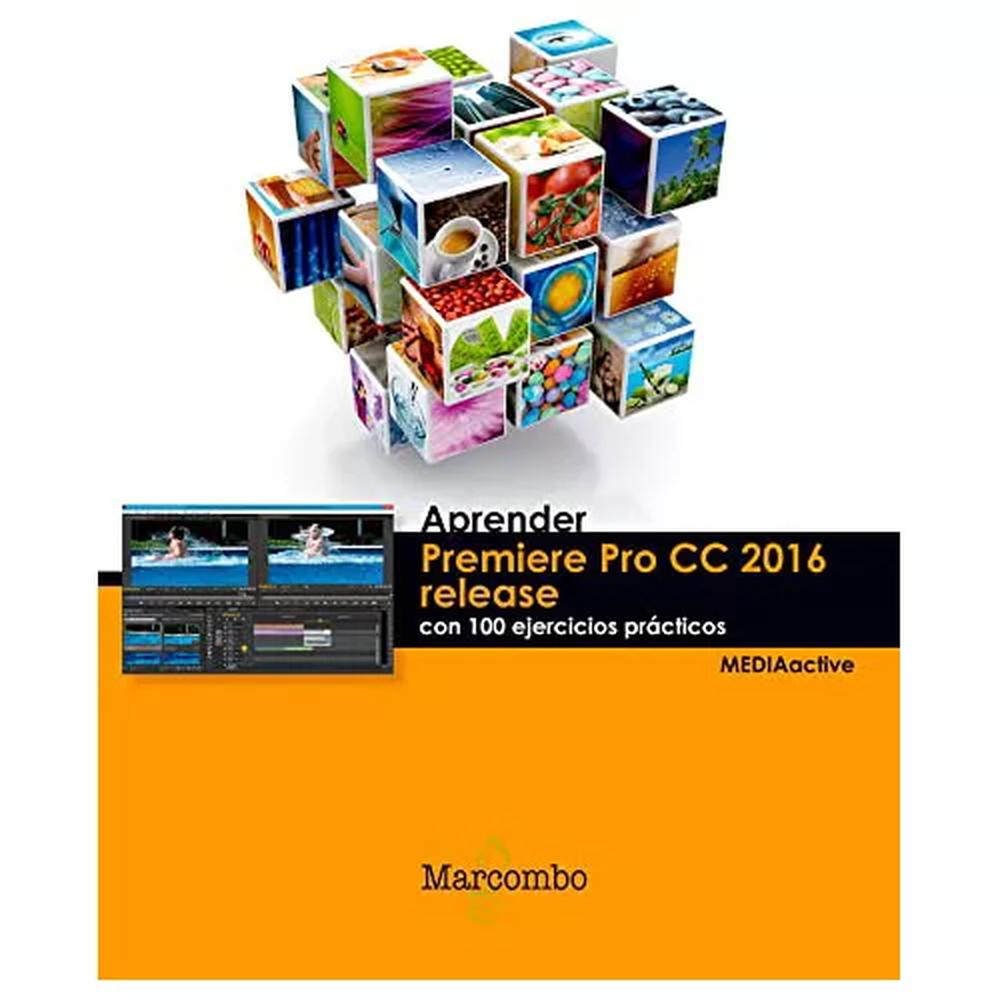 Aprender
Premiere Pro CC 2016
release
con 100 ejercicios prácticos
MEDIAactive
Marcombo